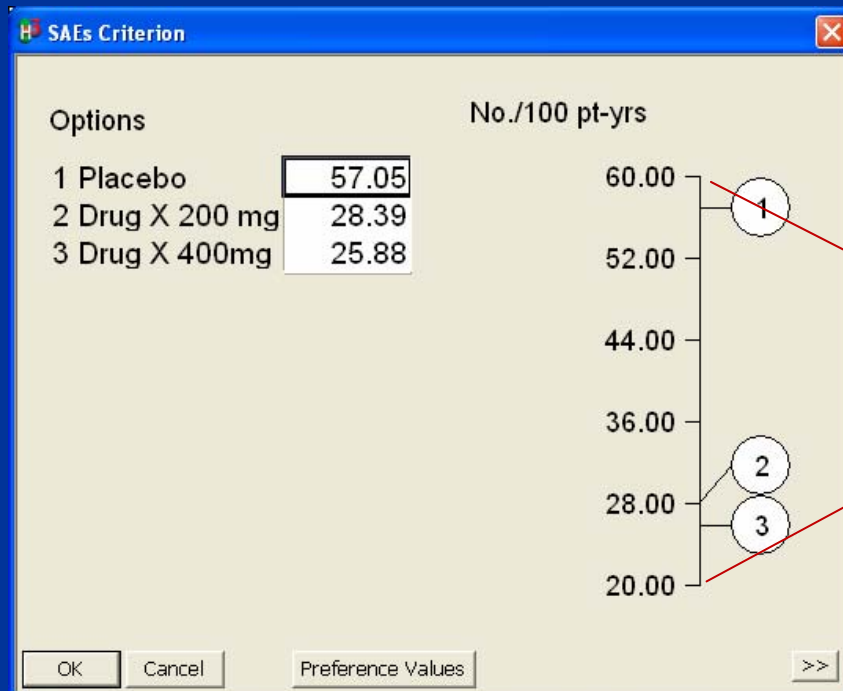 SAEs Criterion
Options
No./100 pt-yrs
1 Placebo 57.05
2 Drug X 200 mg 28.39
3 Drug X 400mg 25.88
60.00
1
52.00
44.00
36.00
2
28.00
3
20.00
OK Cancel Preference Values >>